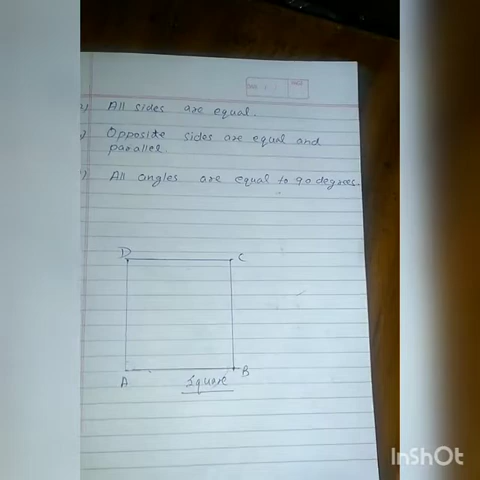 All sides are equal.
Opposite sides are equal and
parallel.
All angles are equal to 90 degrees.
D
C
A
B
Square
InShOt